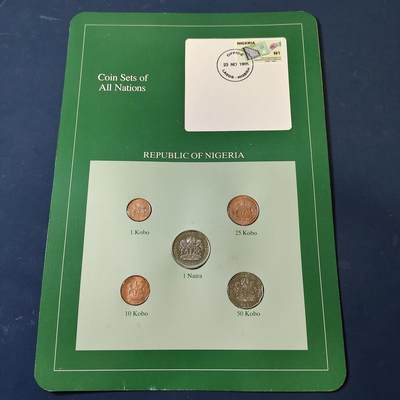 Coin Sets of
All Nations
NIGERIA
N1
REPUBLIC OF NIGERIA
1 Kobo
25 Kobo
1 Naira
10 Kobo
50 Kobo